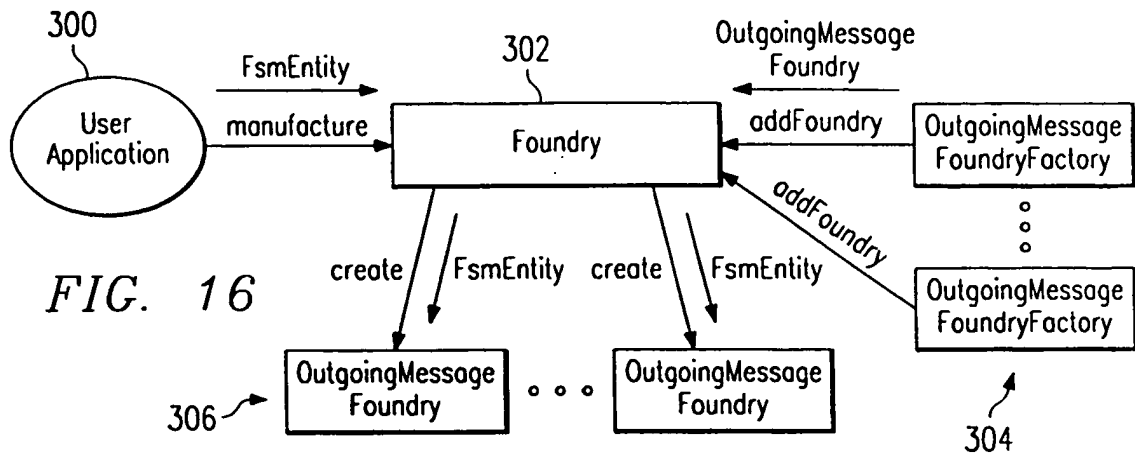 300
FsmEntity
302
OutgoingMessage
Foundry
User
Application
manufacture
Foundry
addFoundry
OutgoingMessage
FoundryFactory
addFoundry
create
FsmEntity
create
FsmEntity
FIG. 16
OutgoingMessage
FoundryFactory
306
OutgoingMessage
Foundry
OutgoingMessage
Foundry
304